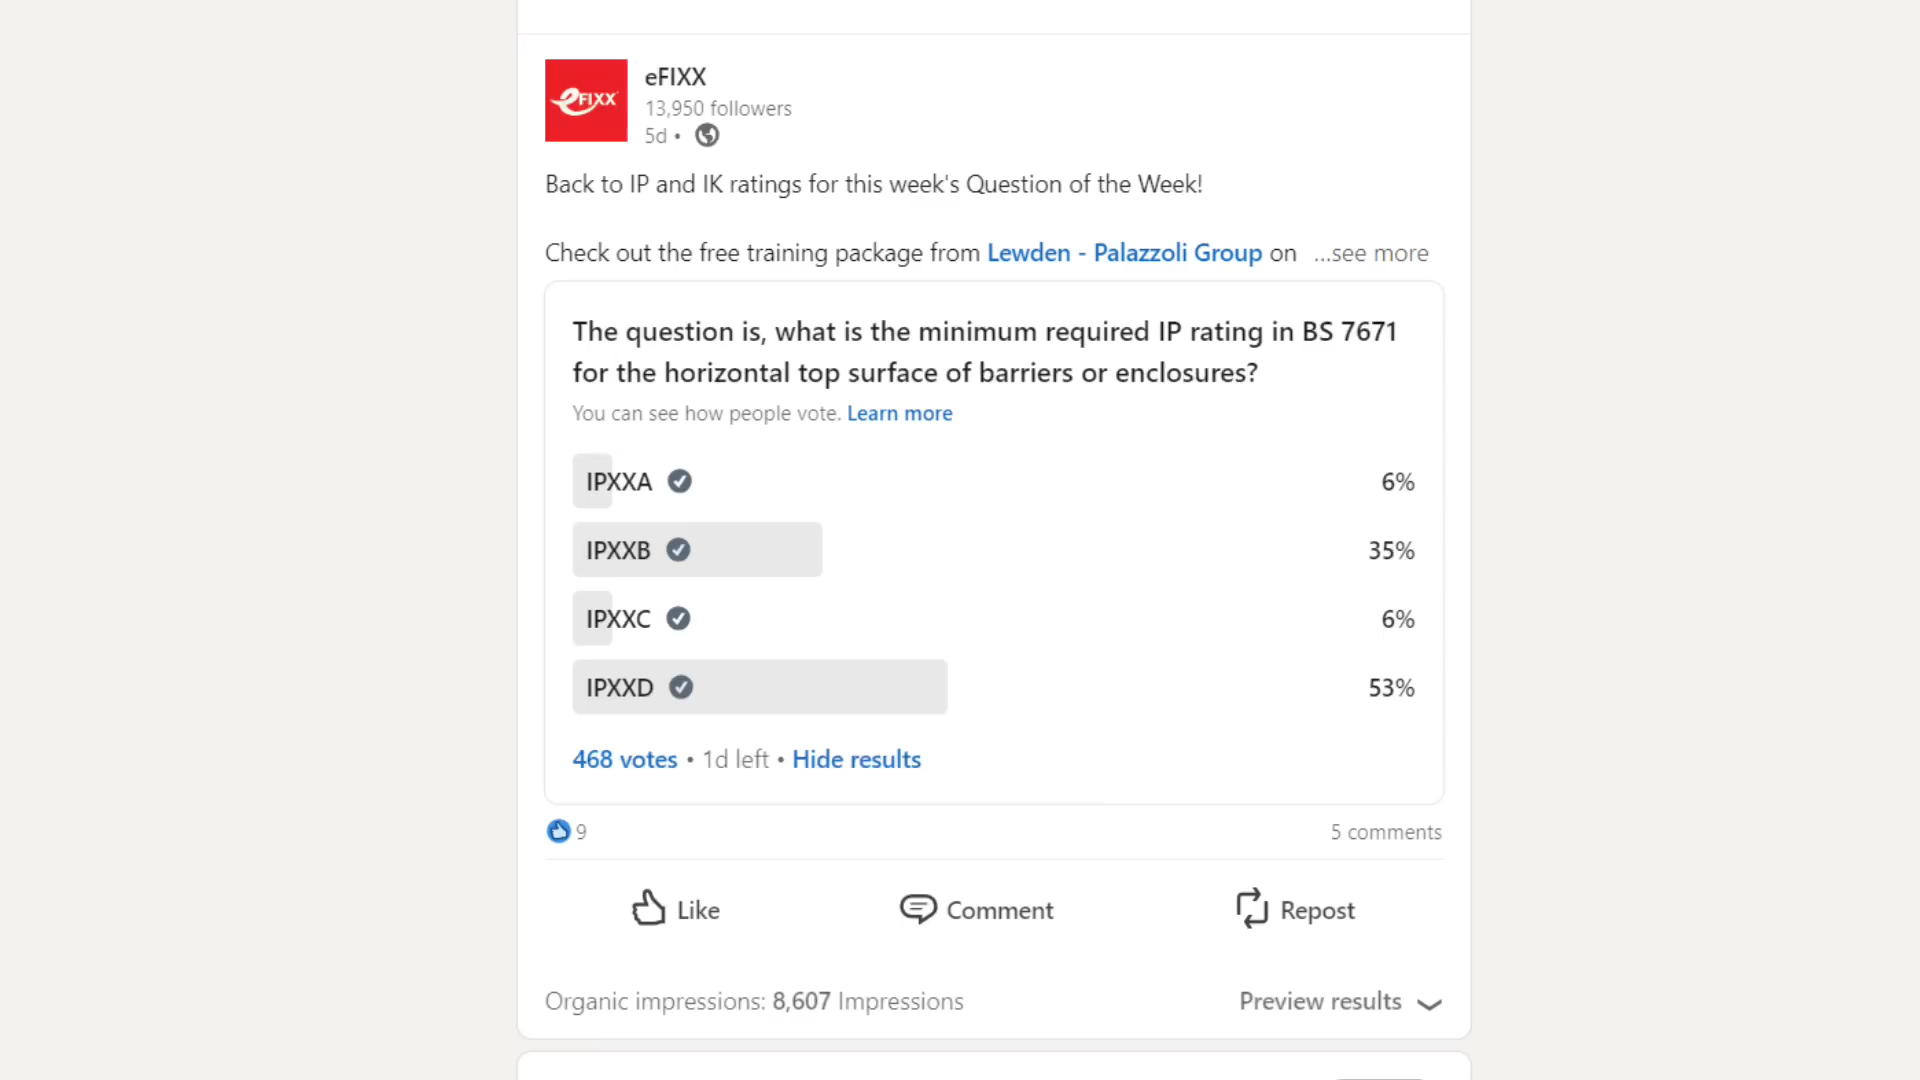 eFIXX
eFIXX
13,950 followers
5d •
Back to IP and IK ratings for this week's Question of the Week!
Check out the free training package from Lewden - Palazzoli Group on ...see more
The question is, what is the minimum required IP rating in BS 7671
for the horizontal top surface of barriers or enclosures?
You can see how people vote. Learn more
IPXXA 6%
IPXXB 35%
IPXXC 6%
IPXXD 53%
468 votes • 1d left • Hide results
9 5 comments
Like Comment Repost
Organic impressions: 8,607 Impressions Preview results